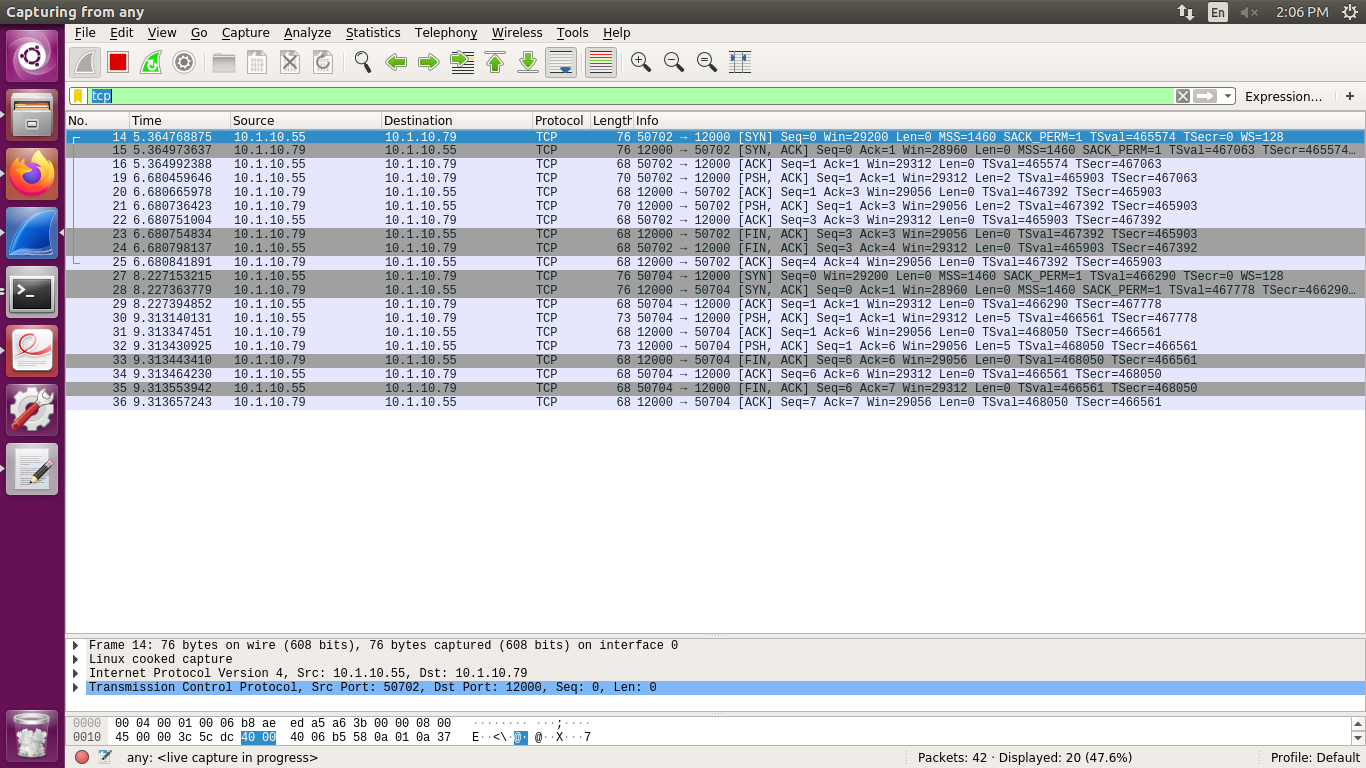 Capturing from any
En
2:06 PM
File Edit View Go Capture Analyze Statistics Telephony Wireless Tools Help
tcp
Expression…
+
No. Time Source Destination Protocol Length Info
14 5.364768875 10.1.10.55 10.1.10.79 TCP 76 50702 → 12000 [SYN] Seq=0 Win=29200 Len=0 MSS=1460 SACK_PERM=1 TSval=465574 TSecr=0 WS=128
15 5.364973637 10.1.10.79 10.1.10.55 TCP 76 12000 → 50702 [SYN, ACK] Seq=0 Ack=1 Win=28960 Len=0 MSS=1460 SACK_PERM=1 TSval=467063 TSecr=465574…
16 5.364992388 10.1.10.55 10.1.10.79 TCP 68 50702 → 12000 [ACK] Seq=1 Ack=1 Win=29312 Len=0 TSval=465574 TSecr=467063
19 6.680459646 10.1.10.55 10.1.10.79 TCP 70 50702 → 12000 [PSH, ACK] Seq=1 Ack=1 Win=29312 Len=2 TSval=465903 TSecr=467063
20 6.680665978 10.1.10.79 10.1.10.55 TCP 68 12000 → 50702 [ACK] Seq=1 Ack=3 Win=29056 Len=0 TSval=467392 TSecr=465903
21 6.680736423 10.1.10.79 10.1.10.55 TCP 70 12000 → 50702 [PSH, ACK] Seq=1 Ack=3 Win=29056 Len=2 TSval=467392 TSecr=465903
22 6.680751004 10.1.10.55 10.1.10.79 TCP 68 50702 → 12000 [ACK] Seq=3 Ack=3 Win=29312 Len=0 TSval=465903 TSecr=467392
23 6.680754834 10.1.10.79 10.1.10.55 TCP 68 12000 → 50702 [FIN, ACK] Seq=3 Ack=3 Win=29056 Len=0 TSval=467392 TSecr=465903
24 6.680798137 10.1.10.55 10.1.10.79 TCP 68 50702 → 12000 [FIN, ACK] Seq=3 Ack=4 Win=29312 Len=0 TSval=465903 TSecr=467392
25 6.680841891 10.1.10.79 10.1.10.55 TCP 68 12000 → 50702 [ACK] Seq=4 Ack=4 Win=29056 Len=0 TSval=467392 TSecr=465903
27 8.227153215 10.1.10.55 10.1.10.79 TCP 76 50704 → 12000 [SYN] Seq=0 Win=29200 Len=0 MSS=1460 SACK_PERM=1 TSval=466290 TSecr=0 WS=128
28 8.227363779 10.1.10.79 10.1.10.55 TCP 76 12000 → 50704 [SYN, ACK] Seq=0 Ack=1 Win=28960 Len=0 MSS=1460 SACK_PERM=1 TSval=467778 TSecr=466290…
29 8.227394852 10.1.10.55 10.1.10.79 TCP 68 50704 → 12000 [ACK] Seq=1 Ack=1 Win=29312 Len=0 TSval=466290 TSecr=467778
30 9.313140131 10.1.10.55 10.1.10.79 TCP 73 50704 → 12000 [PSH, ACK] Seq=1 Ack=1 Win=29312 Len=5 TSval=466561 TSecr=467778
31 9.313347451 10.1.10.79 10.1.10.55 TCP 68 12000 → 50704 [ACK] Seq=1 Ack=6 Win=29056 Len=0 TSval=468050 TSecr=466561
32 9.313430925 10.1.10.79 10.1.10.55 TCP 73 12000 → 50704 [PSH, ACK] Seq=1 Ack=6 Win=29056 Len=5 TSval=468050 TSecr=466561
33 9.313443410 10.1.10.79 10.1.10.55 TCP 68 12000 → 50704 [FIN, ACK] Seq=6 Ack=6 Win=29056 Len=0 TSval=468050 TSecr=466561
34 9.313464230 10.1.10.55 10.1.10.79 TCP 68 50704 → 12000 [ACK] Seq=6 Ack=6 Win=29312 Len=0 TSval=466561 TSecr=468050
35 9.313553942 10.1.10.55 10.1.10.79 TCP 68 50704 → 12000 [FIN, ACK] Seq=6 Ack=7 Win=29312 Len=0 TSval=466561 TSecr=468050
36 9.313657243 10.1.10.79 10.1.10.55 TCP 68 12000 → 50704 [ACK] Seq=7 Ack=7 Win=29056 Len=0 TSval=468050 TSecr=466561
Frame 14: 76 bytes on wire (608 bits), 76 bytes captured (608 bits) on interface 0
Linux cooked capture
Internet Protocol Version 4, Src: 10.1.10.55, Dst: 10.1.10.79
Transmission Control Protocol, Src Port: 50702, Dst Port: 12000, Seq: 0, Len: 0
0000 00 04 00 01 00 06 b8 ae ed a5 a6 3b 00 00 08 00 ········ ···;····
0010 45 00 00 3c 5c dc 40 00 40 06 b5 58 0a 01 0a 37 E··<\·@· @··X···7
any: <live capture in progress>
Packets: 42 · Displayed: 20 (47.6%)
Profile: Default